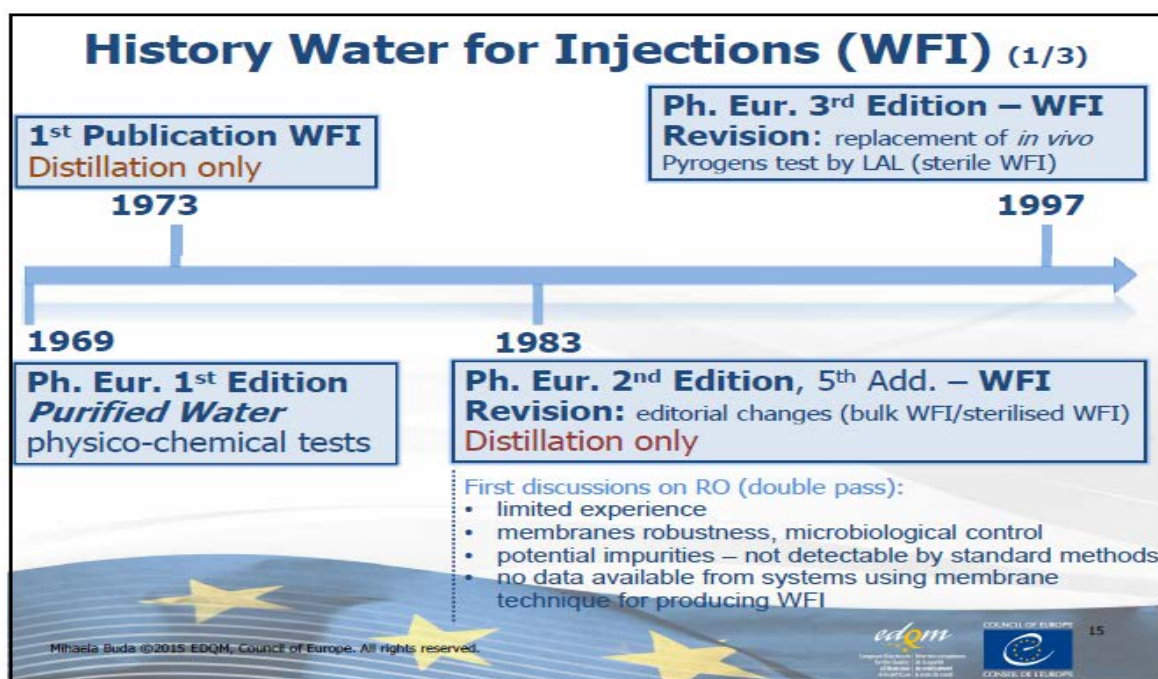 History Water for Injections (WFI) (1/3)
1st Publication WFI
Distillation only
1973
Ph. Eur. 3rd Edition – WFI
Revision: replacement of in vivo
Pyrogens test by LAL (sterile WFI)
1997
1969
Ph. Eur. 1st Edition
Purified Water
physico-chemical tests
1983
Ph. Eur. 2nd Edition, 5th Add. – WFI
Revision: editorial changes (bulk WFI/sterilised WFI)
Distillation only
First discussions on RO (double pass):
• limited experience
• membranes robustness, microbiological control
• potential impurities – not detectable by standard methods
• no data available from systems using membrane
technique for producing WFI
Mihaela Buda ©2015 EDQM, Council of Europe. All rights reserved.
edqm
COUNCIL OF EUROPE
CONSEIL DE L'EUROPE
15